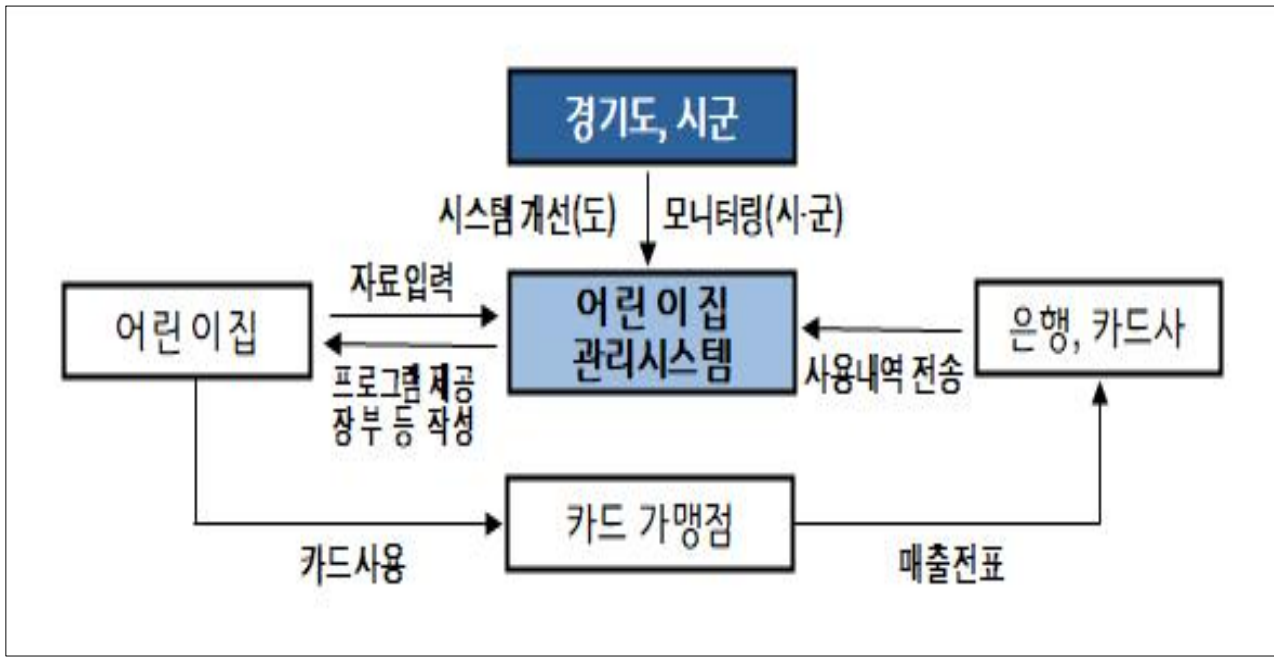 경기도, 시군
시스템 개선(도)
모니터링(시·군)
자료입력
어린이집
어린이집
관리시스템
은행, 카드사
프로그램 제공
장부 등 작성
사용내역 전송
카드 가맹점
카드사용
매출전표